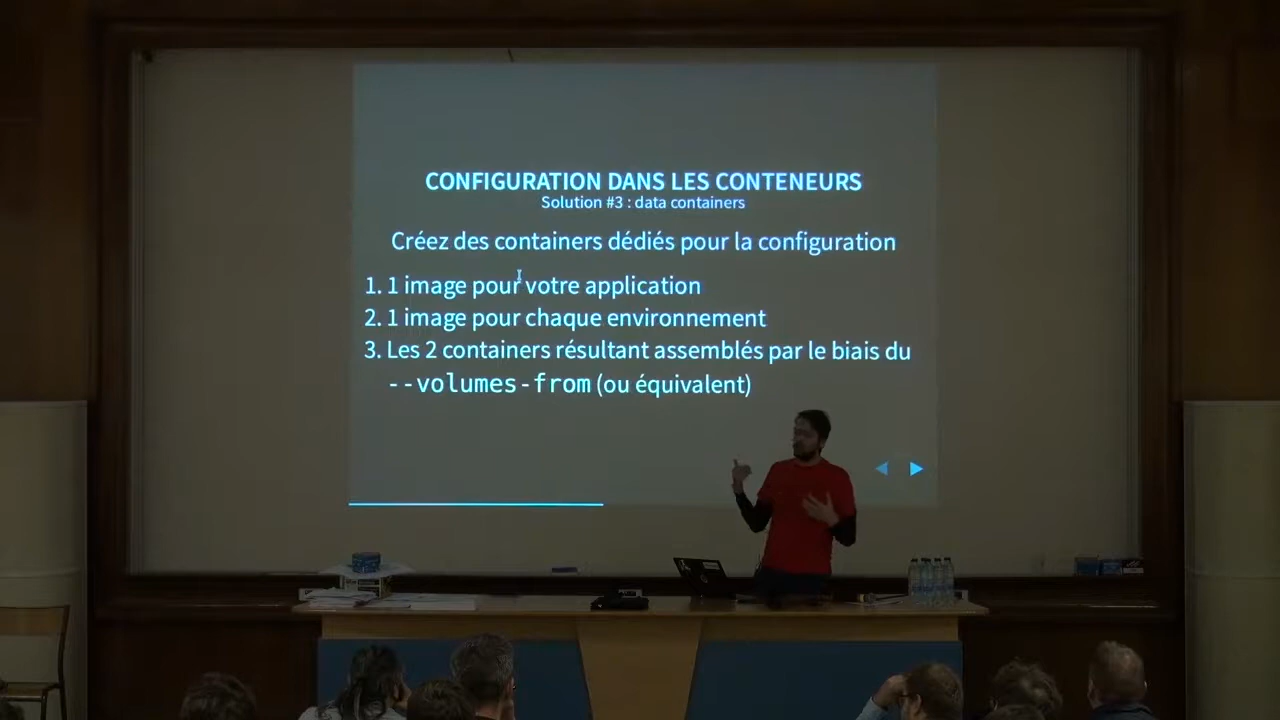 CONFIGURATION DANS LES CONTENEURS
Solution #3 : data containers
Créez des containers dédiés pour la configuration
1. 1 image pour votre application
2. 1 image pour chaque environnement
3. Les 2 containers résultant assemblés par le biais du
--volumes-from (ou équivalent)